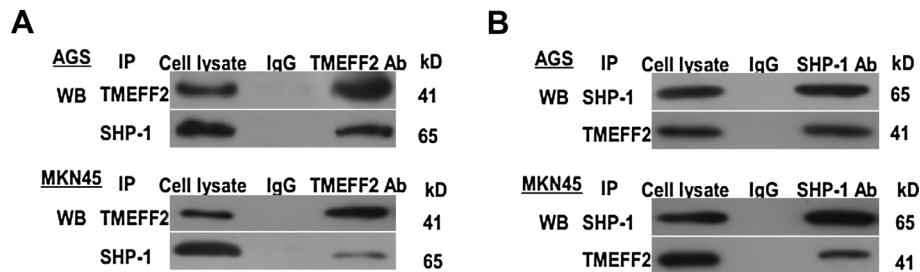 A
AGS IP Cell lysate IgG TMEFF2 Ab kD
WB TMEFF2 41
SHP-1 65
MKN45 IP Cell lysate IgG TMEFF2 Ab kD
WB TMEFF2 41
SHP-1 65
B
AGS IP Cell lysate IgG SHP-1 Ab kD
WB SHP-1 65
TMEFF2 41
MKN45 IP Cell lysate IgG SHP-1 Ab kD
WB SHP-1 65
TMEFF2 41